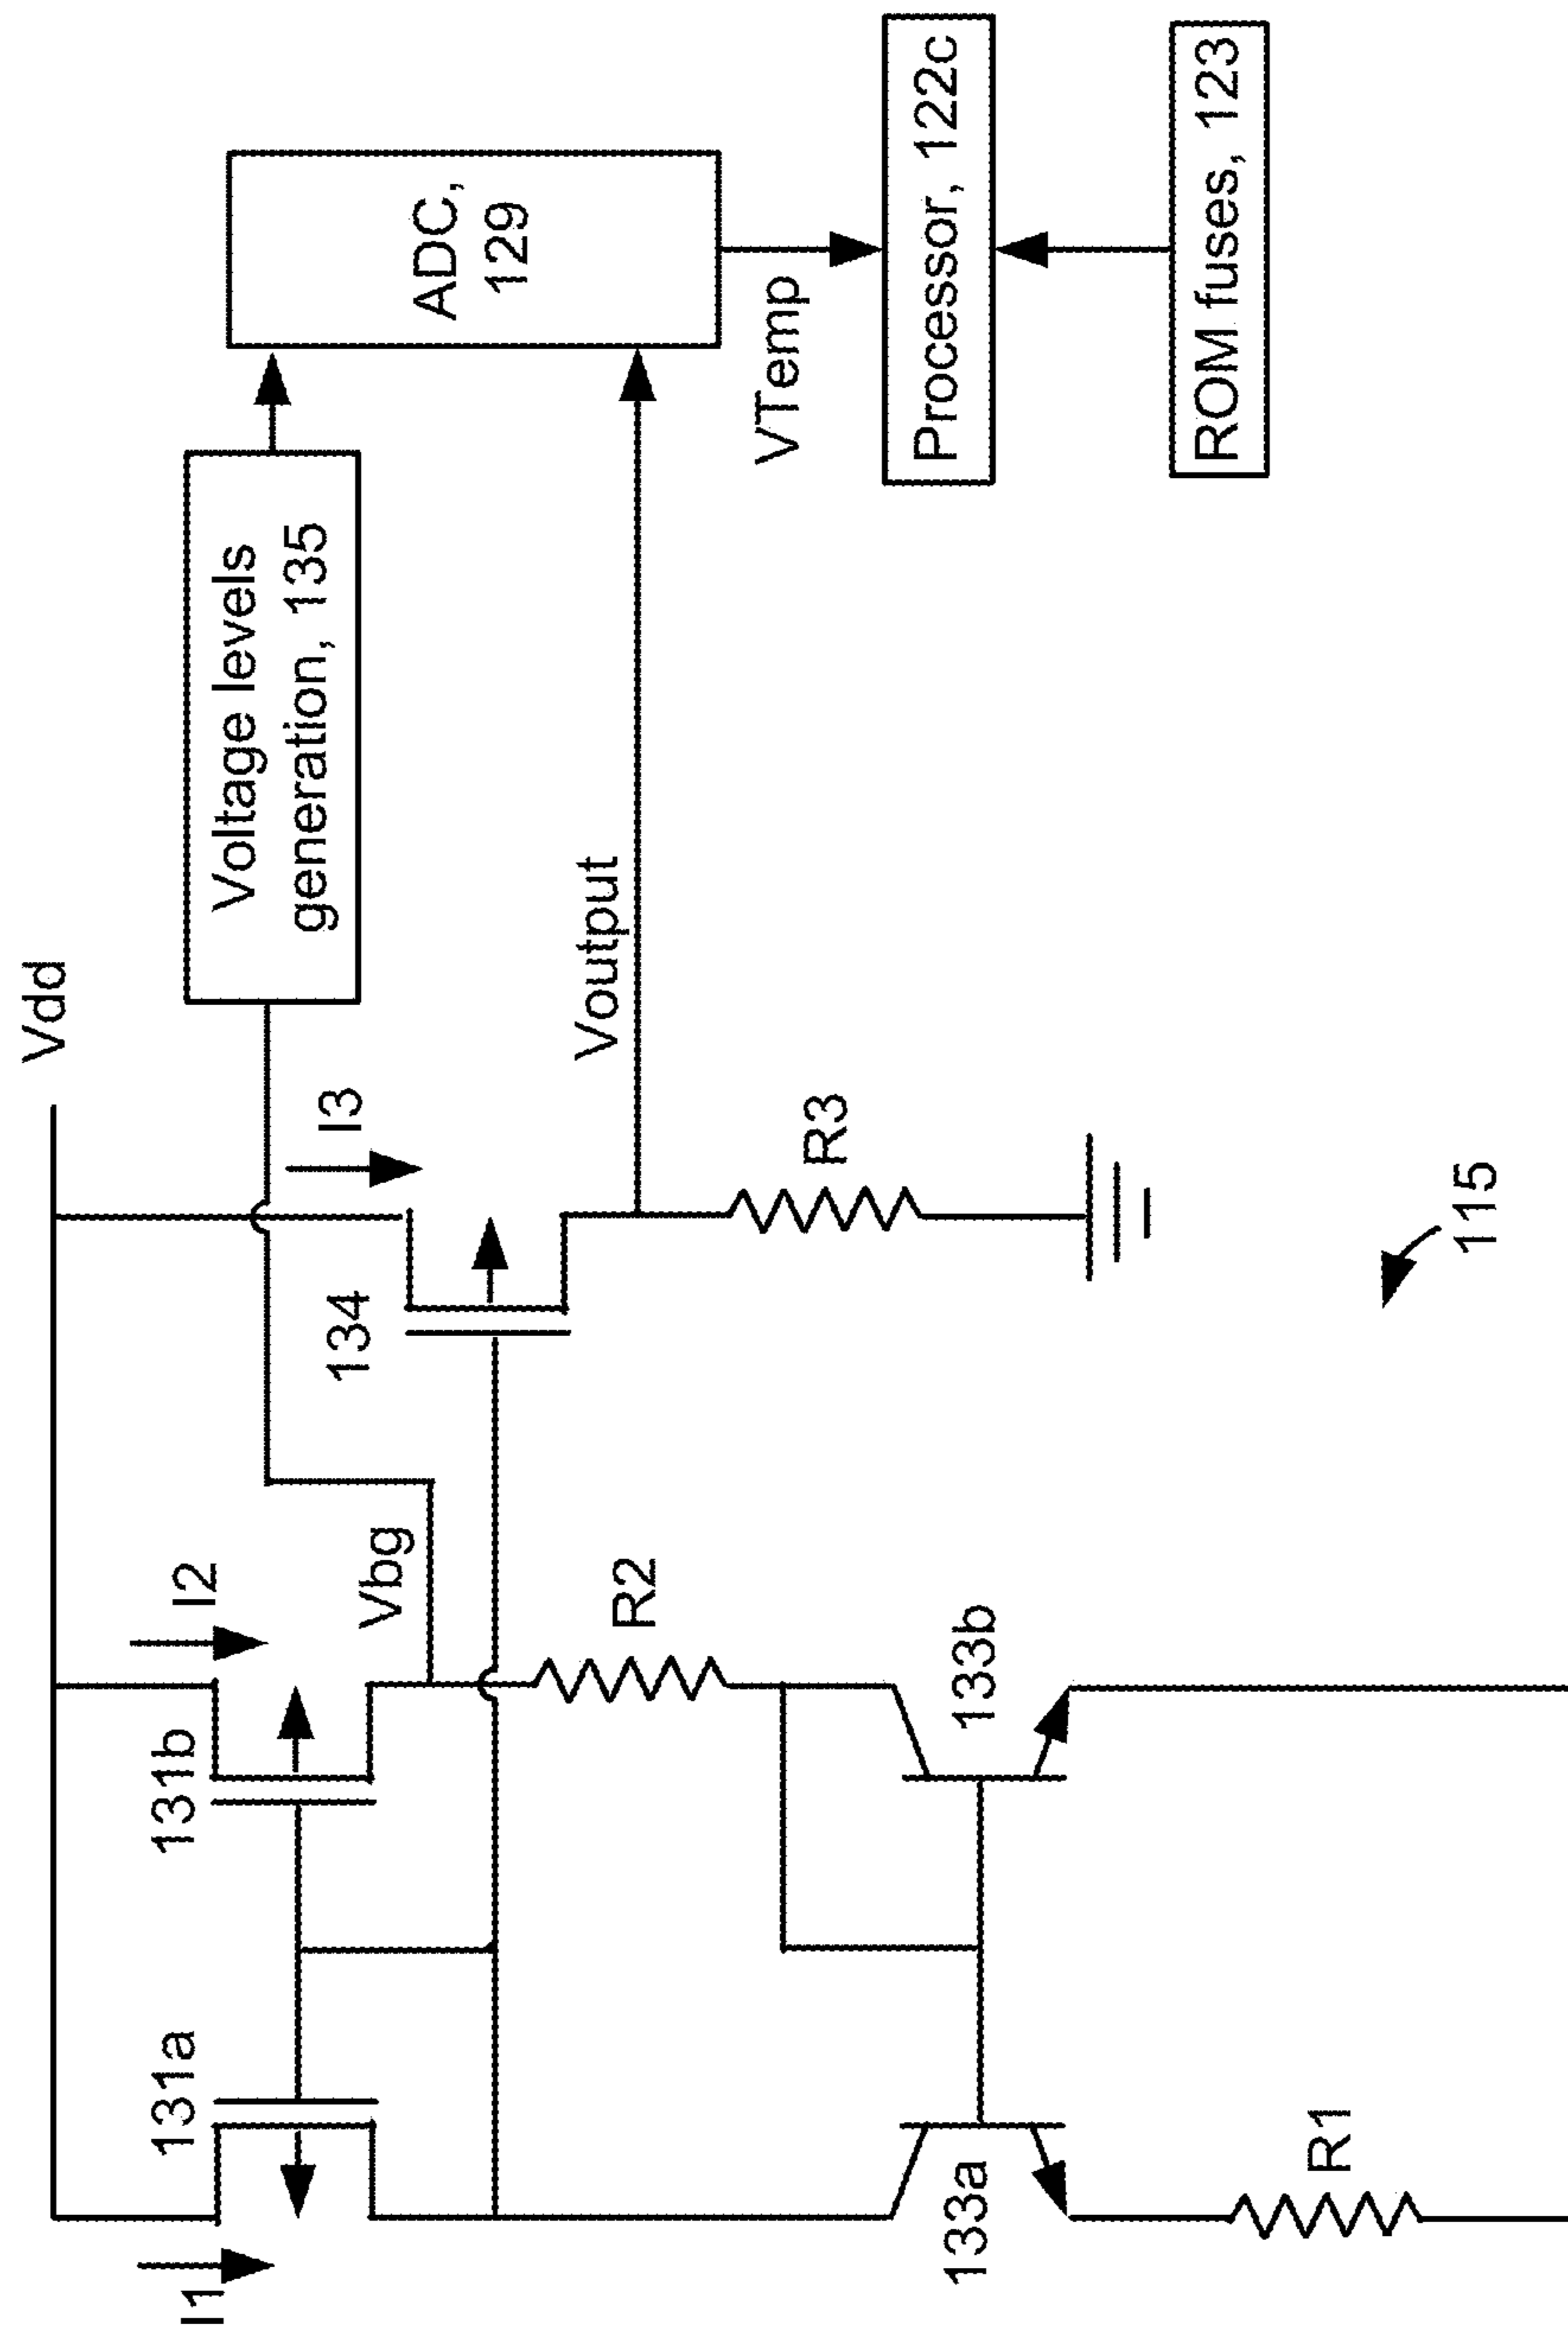 Vdd
I1
131a
131b
I2
Vbg
134
I3
Voltage levels
generation, 135
ADC,
129
Voutput
VTemp
R2
R3
Processor, 122c
133a
133b
ROM fuses, 123
R1
115